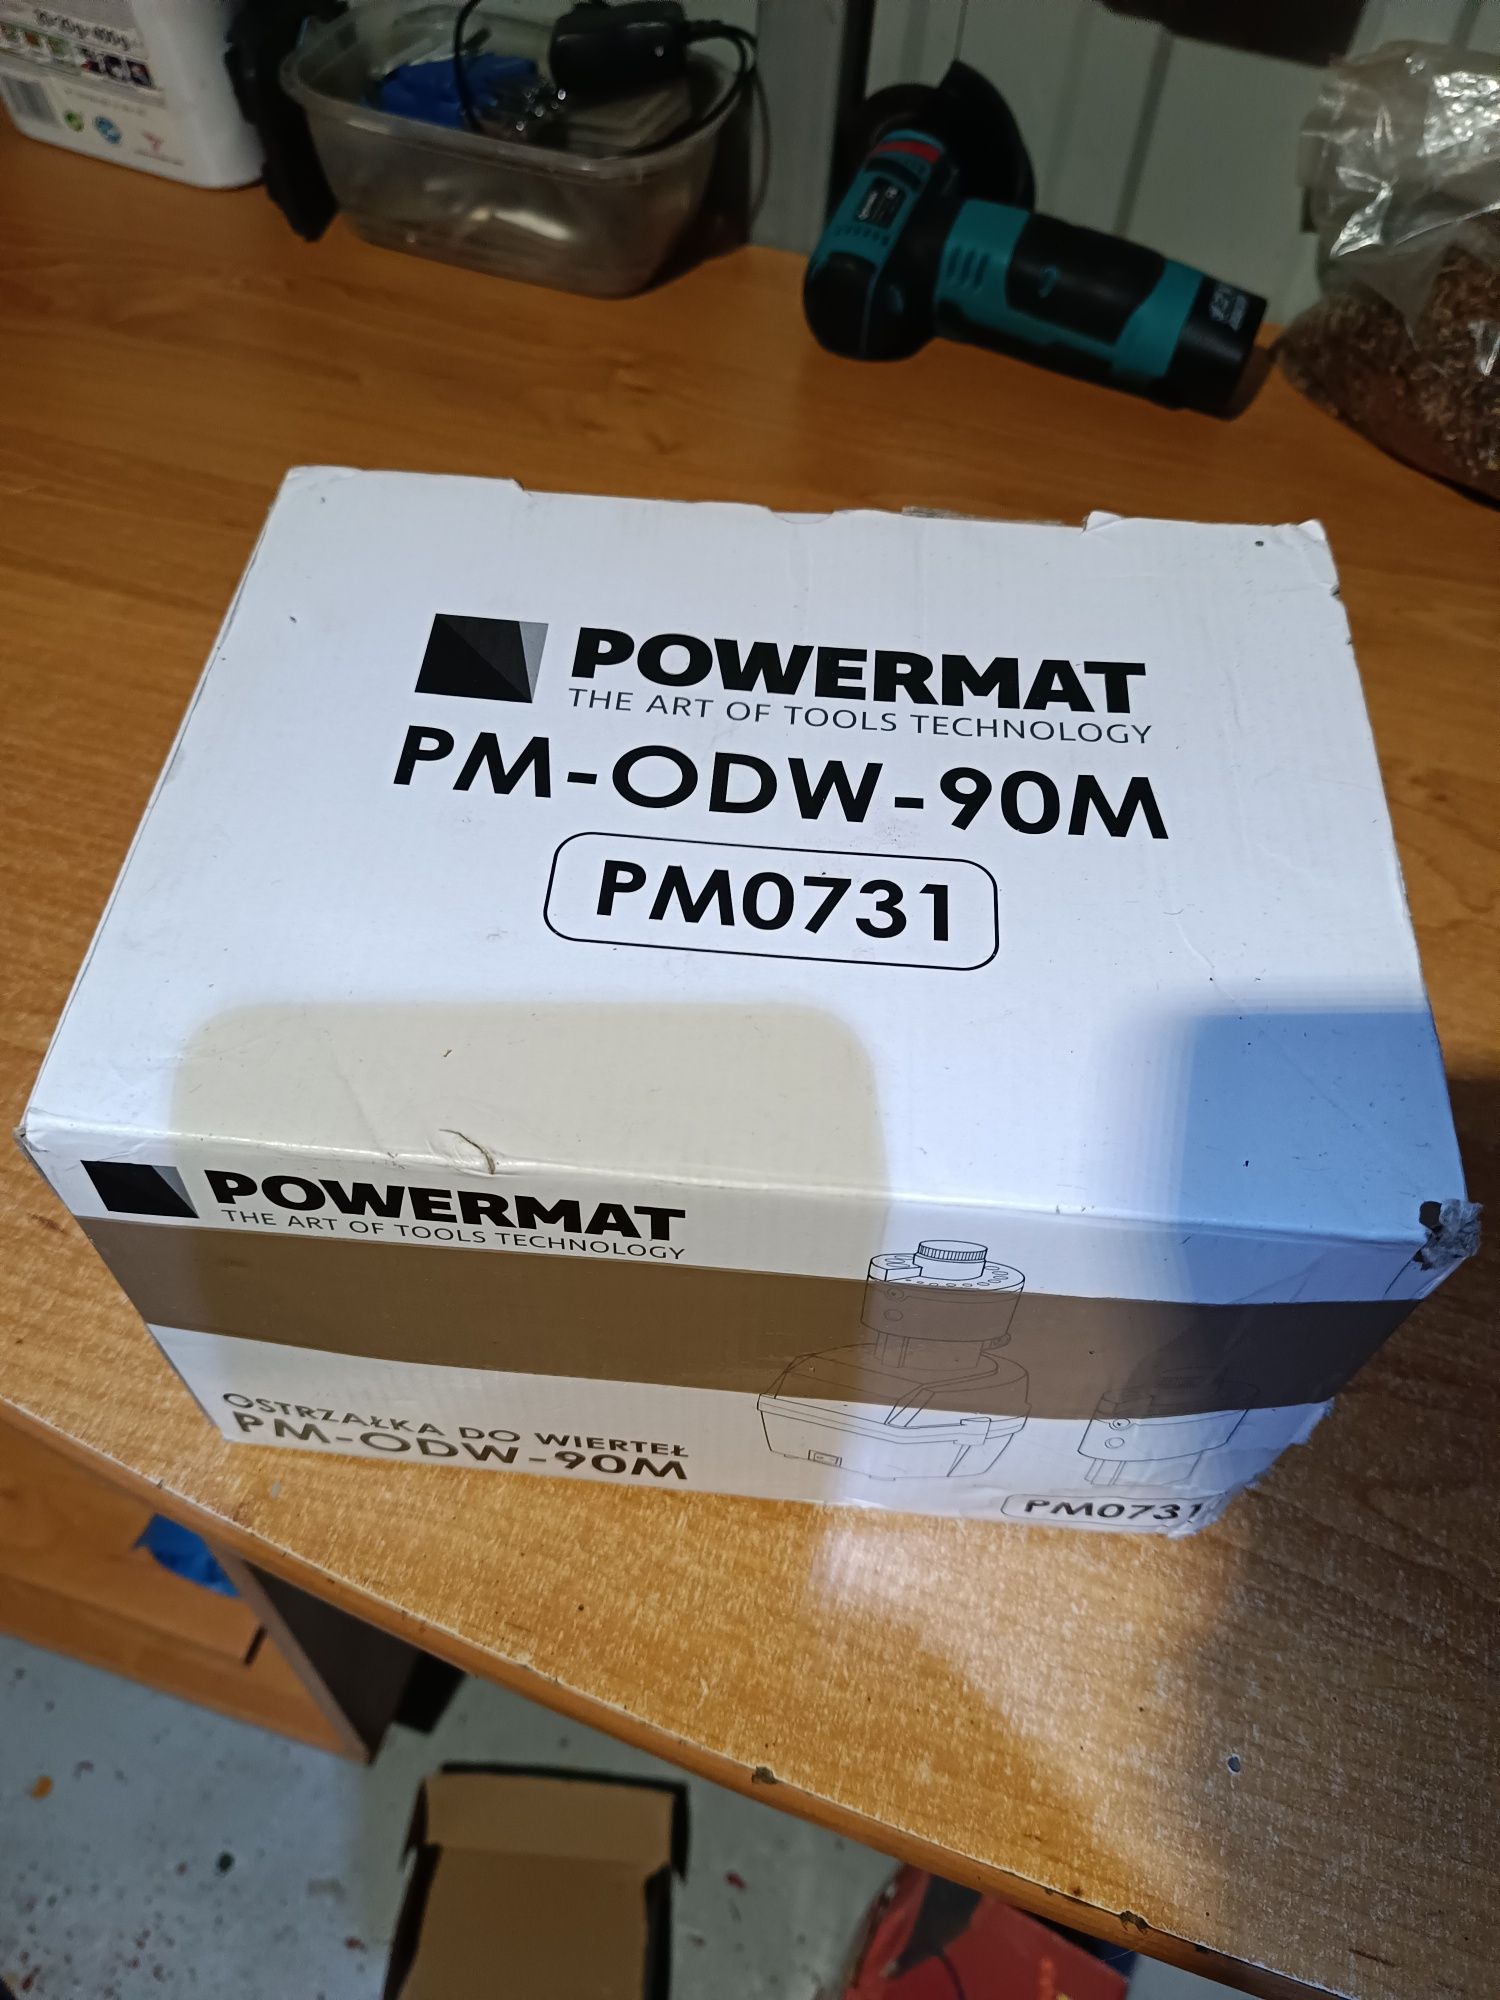 POWERMAT
THE ART OF TOOLS TECHNOLOGY
PM-ODW-90M
PM0731
POWERMAT
THE ART OF TOOLS TECHNOLOGY
OSTRZAŁKA DO WIERTEŁ
PM-ODW-90M
PM0731